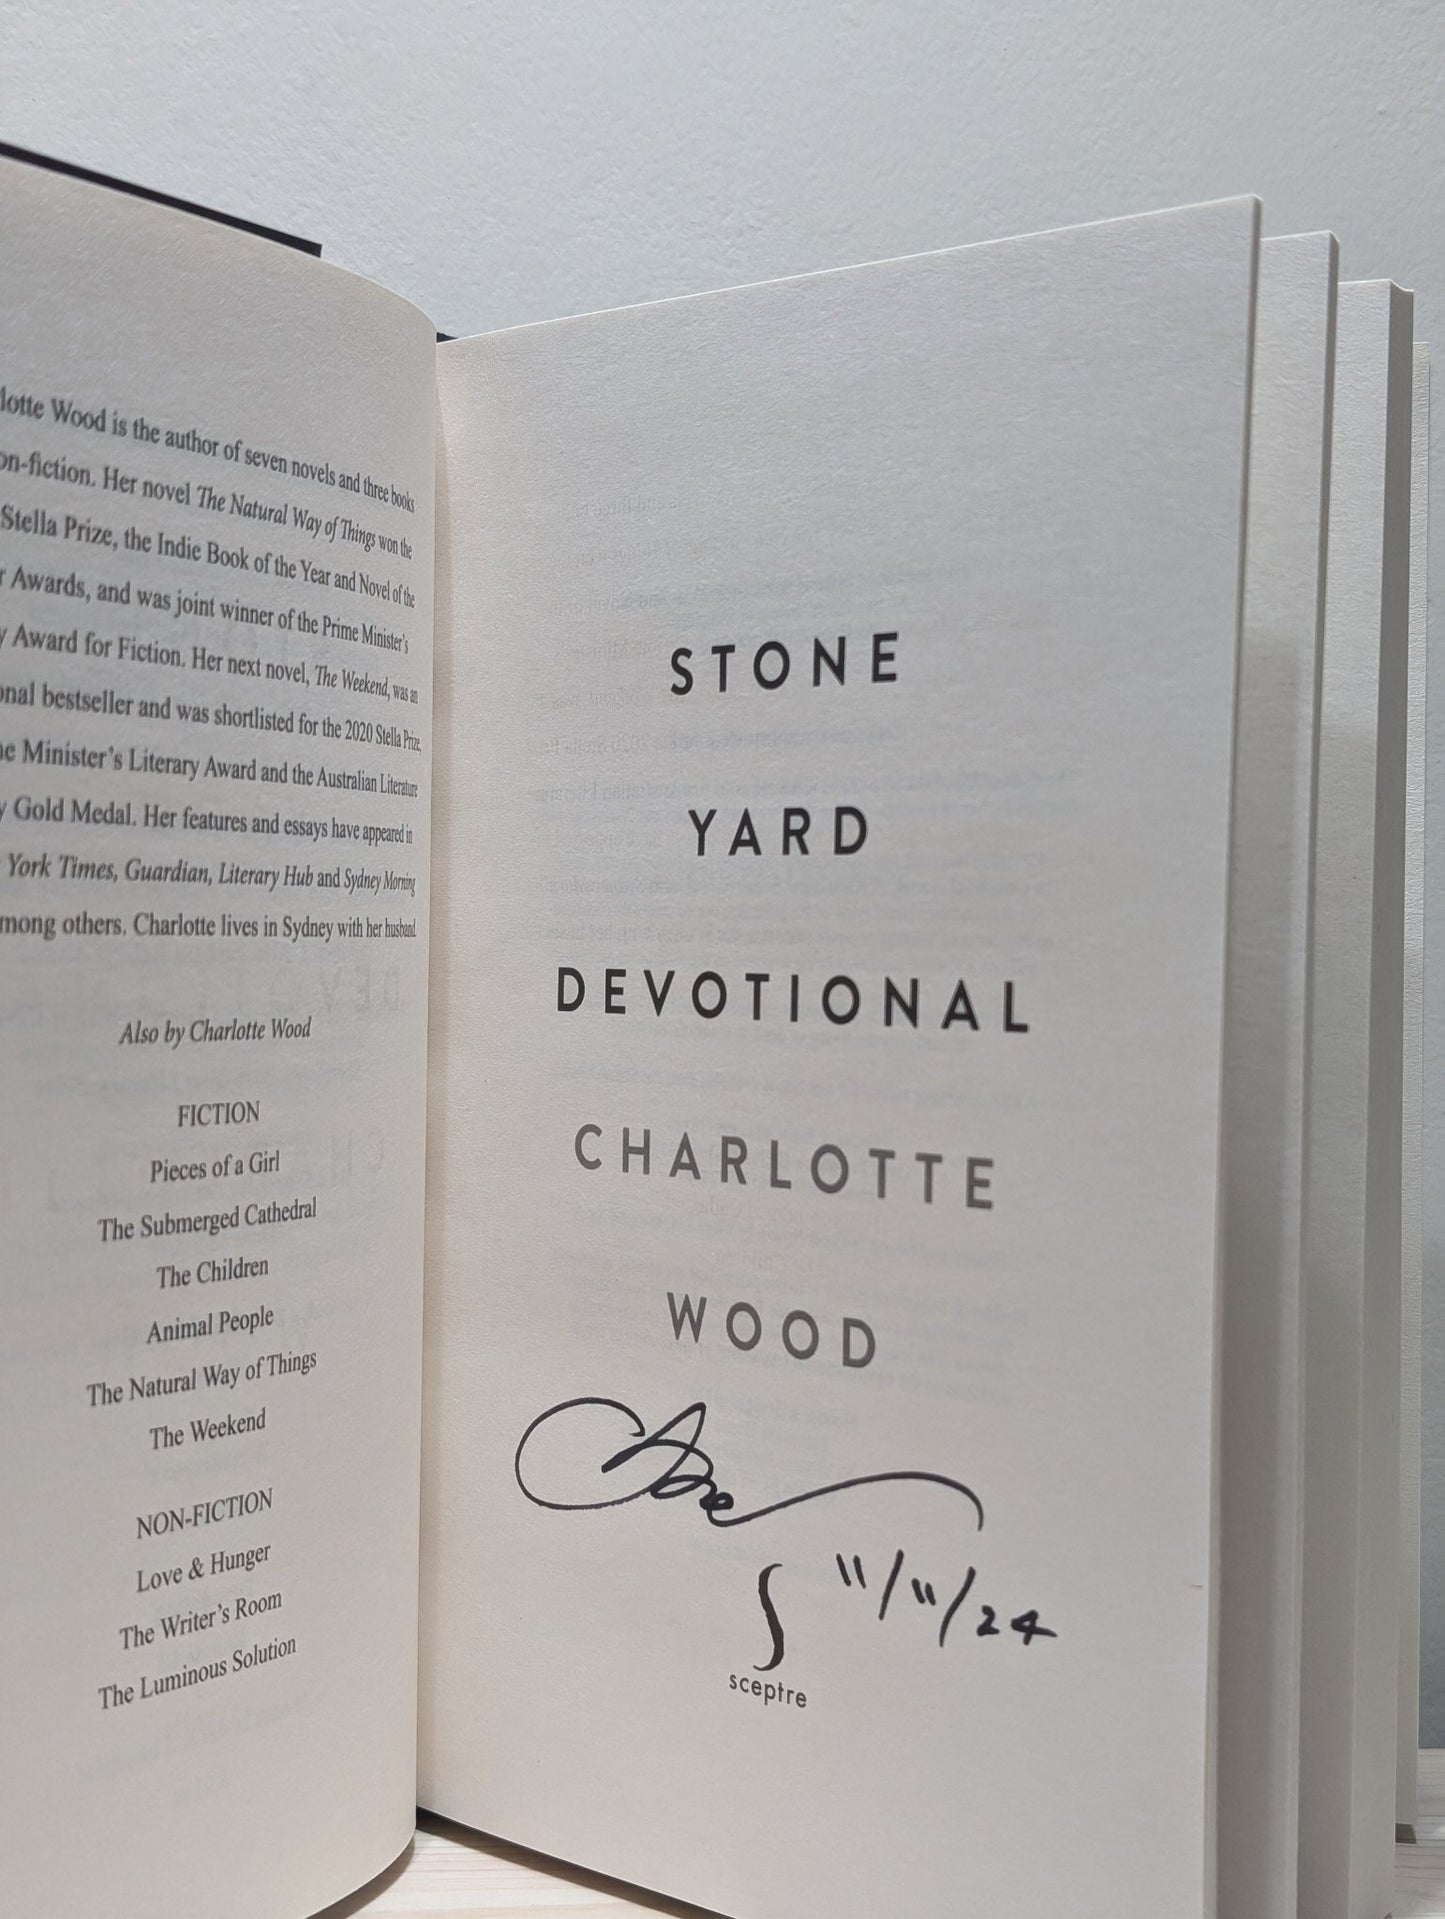 lotte Wood is the author of seven novels and three books
on-fiction. Her novel The Natural Way of Things won the
Stella Prize, the Indie Book of the Year and Novel of the
r Awards, and was joint winner of the Prime Minister's
y Award for Fiction. Her next novel, The Weekend, was an
onal bestseller and was shortlisted for the 2020 Stella Prize,
ne Minister's Literary Award and the Australian Literature
y Gold Medal. Her features and essays have appeared in
York Times, Guardian, Literary Hub and Sydney Morning
mong others. Charlotte lives in Sydney with her husband.
Also by Charlotte Wood
FICTION
Pieces of a Girl
The Submerged Cathedral
The Children
Animal People
The Natural Way of Things
The Weekend
NON-FICTION
Love & Hunger
The Writer's Room
The Luminous Solution
STONE
YARD
DEVOTIONAL
CHARLOTTE
WOOD
11/11/24
sceptre